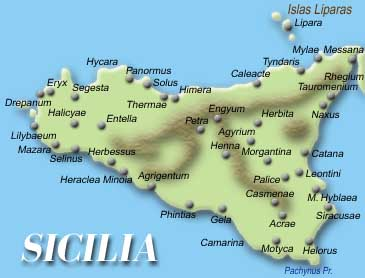 Islas Líparas
Lipara
Mylae
Messana
Tyndaris
Hycara
Panormus
Rhegium
Eryx
Solus
Caleacte
Tauromenium
Segesta
Himera
Drepanum
Thermae
Naxus
Halicyae
Engyum
Herbita
Entella
Petra
Lilybaeum
Agyrium
Mazara
Herbessus
Henna
Catana
Selinus
Morgantina
Heraclea Minoia
Agrigentum
Palice
Leontini
Camenae
M. Hyblaea
Phintias
Gela
Siracusae
Acrae
SICILIA
Camarina
Motyca
Helorus
Pachynus Pr.